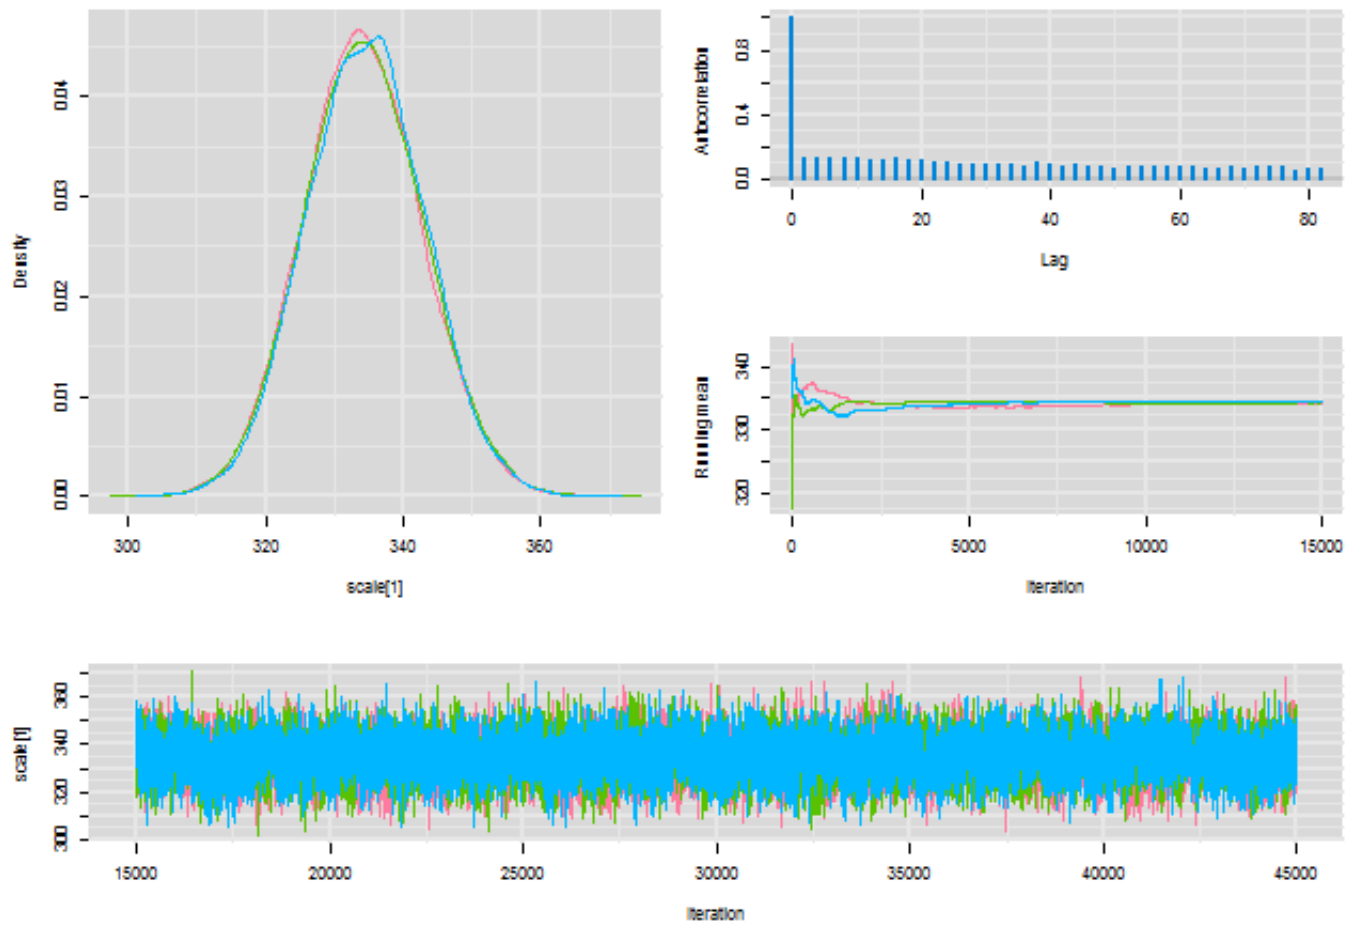 Density
0.00 0.01 0.02 0.03 0.04
300 320 340 360
scale[1]
Autocorrelation
0.0 0.4 0.8
0 20 40 60 80
Lag
Running mean
320 330 340
0 5000 10000 15000
Iteration
scale[1]
300 320 340 360
15000 20000 25000 30000 35000 40000 45000
Iteration